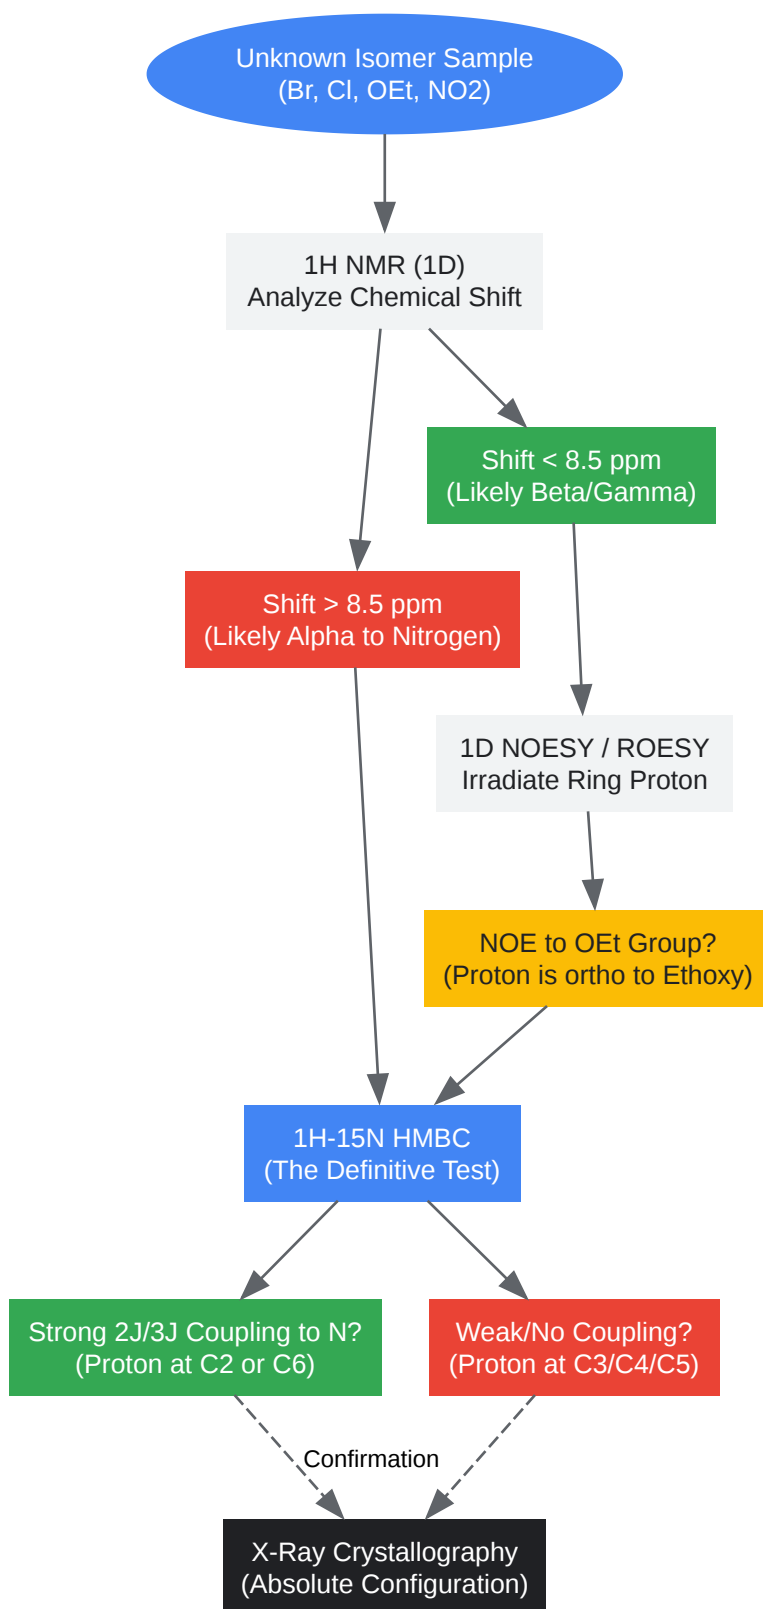 Unknown Isomer Sample
(Br, Cl, OEt, NO2)
1H NMR (1D)
Analyze Chemical Shift
Shift < 8.5 ppm
(Likely Beta/Gamma)
Shift > 8.5 ppm
(Likely Alpha to Nitrogen)
1D NOESY / ROESY
Irradiate Ring Proton
NOE to OEt Group?
(Proton is ortho to Ethoxy)
1H-15N HMBC
(The Definitive Test)
Strong 2J/3J Coupling to N?
(Proton at C2 or C6)
Weak/No Coupling?
(Proton at C3/C4/C5)
Confirmation
X-Ray Crystallography
(Absolute Configuration)